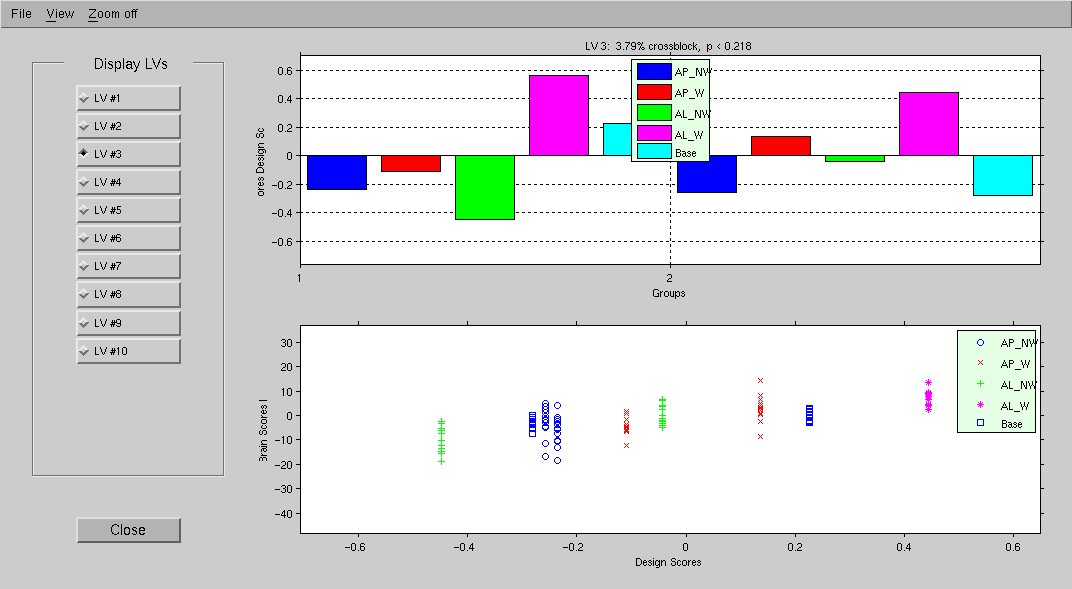 File View Zoom off
Display LVs
LV #1
LV #2
LV #3
LV #4
LV #5
LV #6
LV #7
LV #8
LV #9
LV #10
Close
LV 3: 3.79% crossblock, p < 0.218
ores Design Sc
0.6
0.4
0.2
0
−0.2
−0.4
−0.6
AP_NW
AP_W
AL_NW
AL_W
Base
1 2
Groups
Brain Scores
30
20
10
0
−10
−20
−30
−40
AP_NW
AP_W
AL_NW
AL_W
Base
−0.6 −0.4 −0.2 0 0.2 0.4 0.6
Design Scores